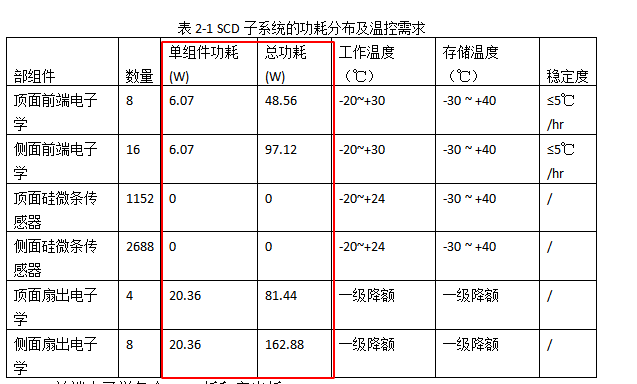 表 2-1 SCD 子系统的功耗分布及温控需求
部组件 数量 单组件功耗 (W) 总功耗 (W) 工作温度 （℃） 存储温度 （℃） 稳定度
顶面前端电子学 8 6.07 48.56 -20~+30 -30 ~ +40 ≤5℃/hr
侧面前端电子学 16 6.07 97.12 -20~+30 -30 ~ +40 ≤5℃/hr
顶面硅微条传感器 1152 0 0 -20~+24 -30 ~ +40 /
侧面硅微条传感器 2688 0 0 -20~+24 -30 ~ +40 /
顶面扇出电子学 4 20.36 81.44 一级降额 一级降额 /
侧面扇出电子学 8 20.36 162.88 一级降额 一级降额 /